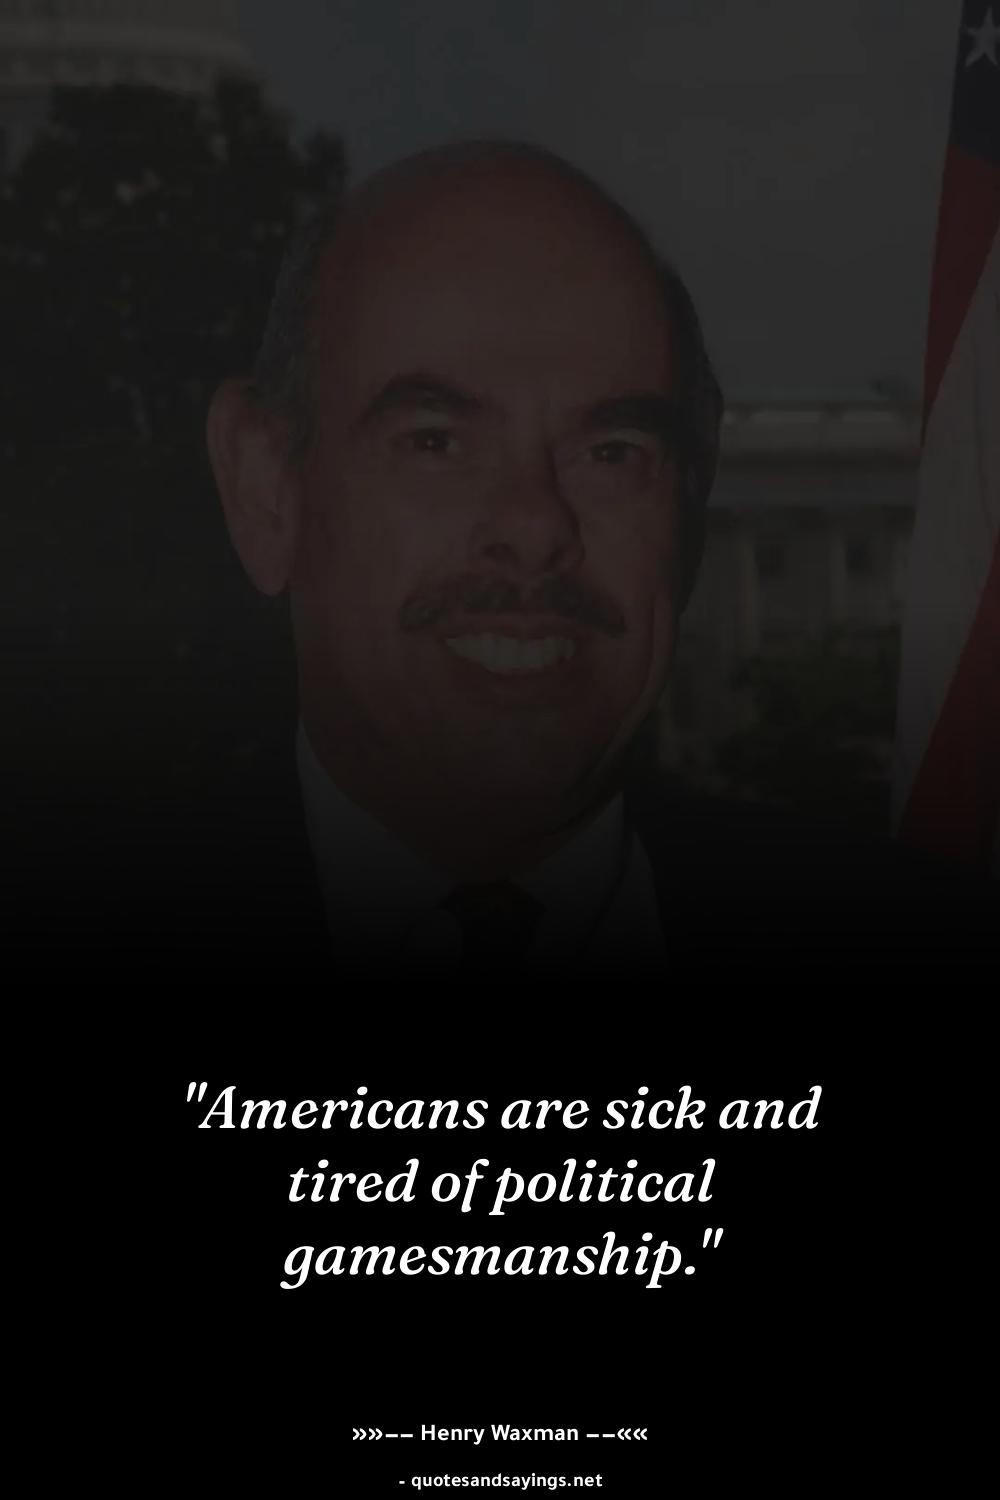 "Americans are sick and
tired of political
gamesmanship."
»»–– Henry Waxman ––««
- quotesandsayings.net